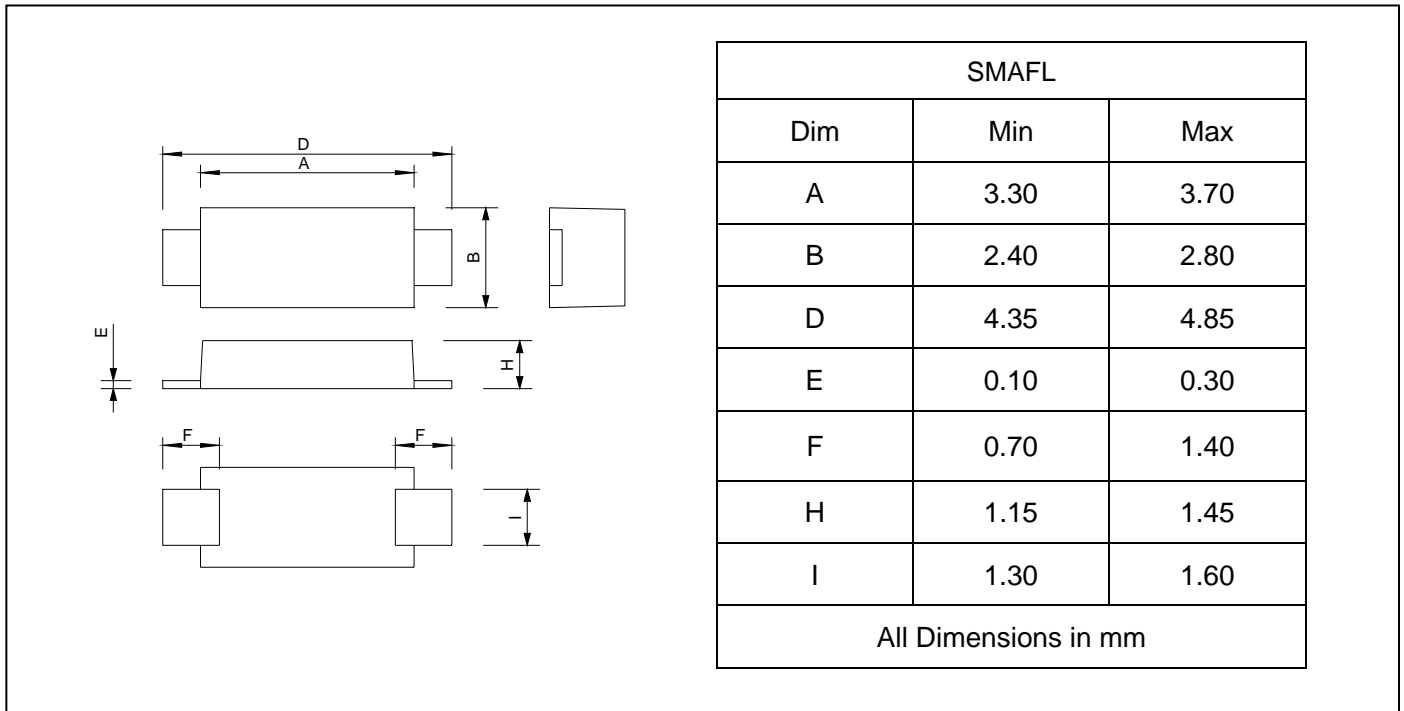 D
A
B
E
H
F F
I
SMAFL
Dim Min Max
A 3.30 3.70
B 2.40 2.80
D 4.35 4.85
E 0.10 0.30
F 0.70 1.40
H 1.15 1.45
I 1.30 1.60
All Dimensions in mm